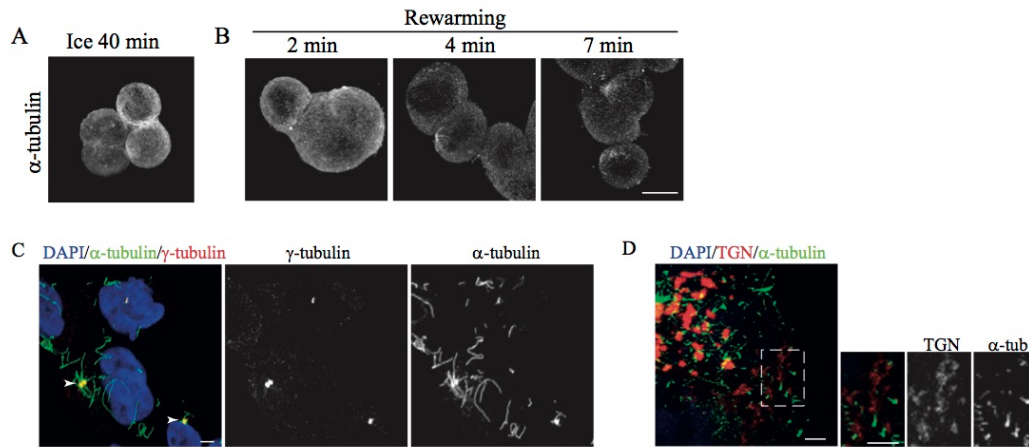 Rewarming
A Ice 40 min B 2 min 4 min 7 min
α-tubulin
C DAPI/α-tubulin/γ-tubulin γ-tubulin α-tubulin D DAPI/TGN/α-tubulin
TGN α-tub